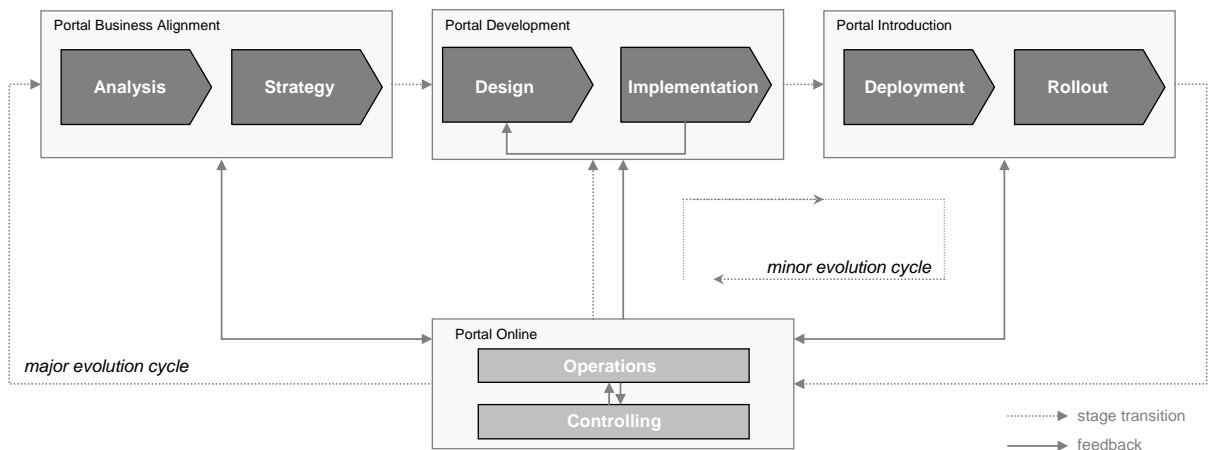 Portal Business Alignment
Analysis
Strategy
Portal Development
Design
Implementation
Portal Introduction
Deployment
Rollout
minor evolution cycle
Portal Online
Operations
Controlling
major evolution cycle
stage transition
feedback